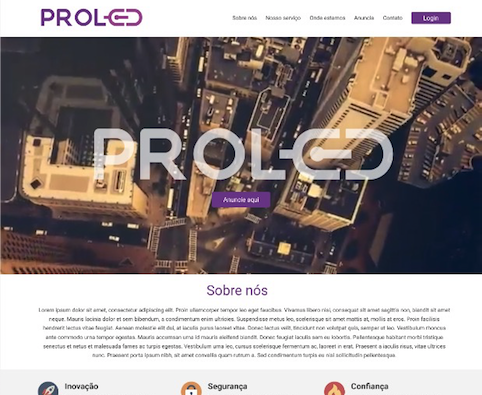 PROLED
Sobre nós Nosso serviço Onde estamos Anuncie Contato Login
PROLED
Anuncie aqui
Sobre nós
Lorem ipsum dolor sit amet, consectetur adipiscing elit. Proin ullamcorper tempor leo eget faucibus. Vivamus libero nisi, consequat sit amet sagittis non, blandit sit amet
neque. Mauris lacinia dolor et sem bibendum, a condimentum enim ultricies. Suspendisse metus leo, scelerisque sit amet mattis at, mollis at eros. Proin facilisis
hendrerit lectus vitae feugiat. Aenean molestie elit dui, at iaculis purus laoreet vitae. Donec lectus velit, tincidunt non volutpat quis, semper at leo. Vestibulum rhoncus
ante commodo urna tempor egestas. Mauris accumsan urna id mauris eleifend blandit. Donec feugiat iaculis sem eu lobortis. Pellentesque habitant morbi tristique
senectus et netus et malesuada fames ac turpis egestas. Vestibulum urna leo, cursus scelerisque fermentum ac, laoreet in erat. Praesent a iaculis risus, vitae ultrices
nunc. Praesent porta ipsum nibh, sit amet convallis quam rutrum a. Sed condimentum turpis ex nisl sollicitudin pellentesque.
Inovação Segurança Confiança